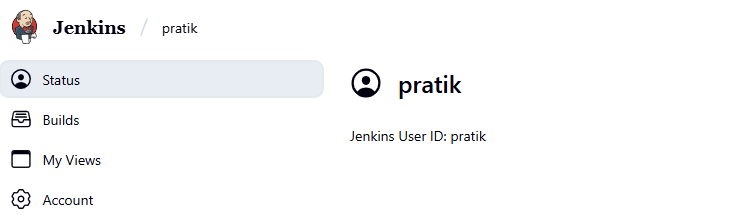 Jenkins / pratik
Status
Builds
My Views
Account
pratik
Jenkins User ID: pratik